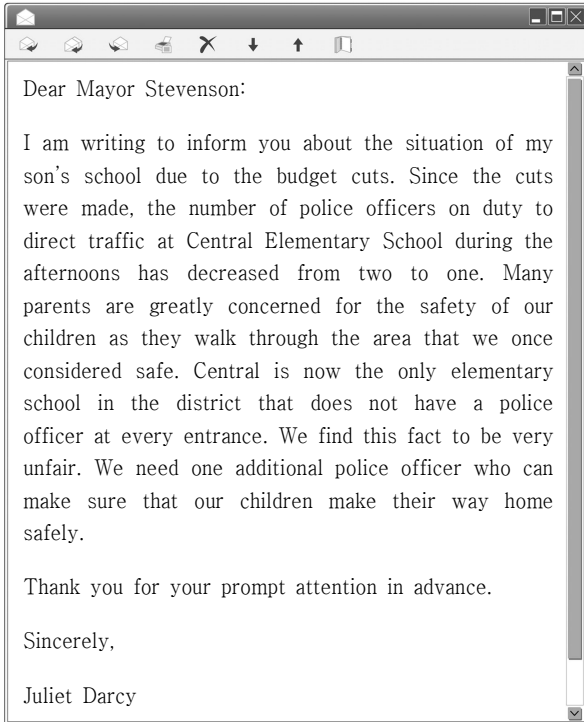 Dear Mayor Stevenson:
I am writing to inform you about the situation of my
son's school due to the budget cuts. Since the cuts
were made, the number of police officers on duty to
direct traffic at Central Elementary School during the
afternoons has decreased from two to one. Many
parents are greatly concerned for the safety of our
children as they walk through the area that we once
considered safe. Central is now the only elementary
school in the district that does not have a police
officer at every entrance. We find this fact to be very
unfair. We need one additional police officer who can
make sure that our children make their way home
safely.
Thank you for your prompt attention in advance.
Sincerely,
Juliet Darcy